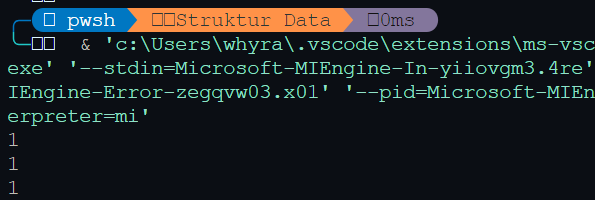 pwsh Struktur Data 0ms
& 'c:\Users\whyra\.vscode\extensions\ms-vsc
exe' '--stdin=Microsoft-MIEngine-In-yiiovgm3.4re'
IEngine-Error-zegqvw03.x01' '--pid=Microsoft-MIEn
erpreter=mi'
1
1
1